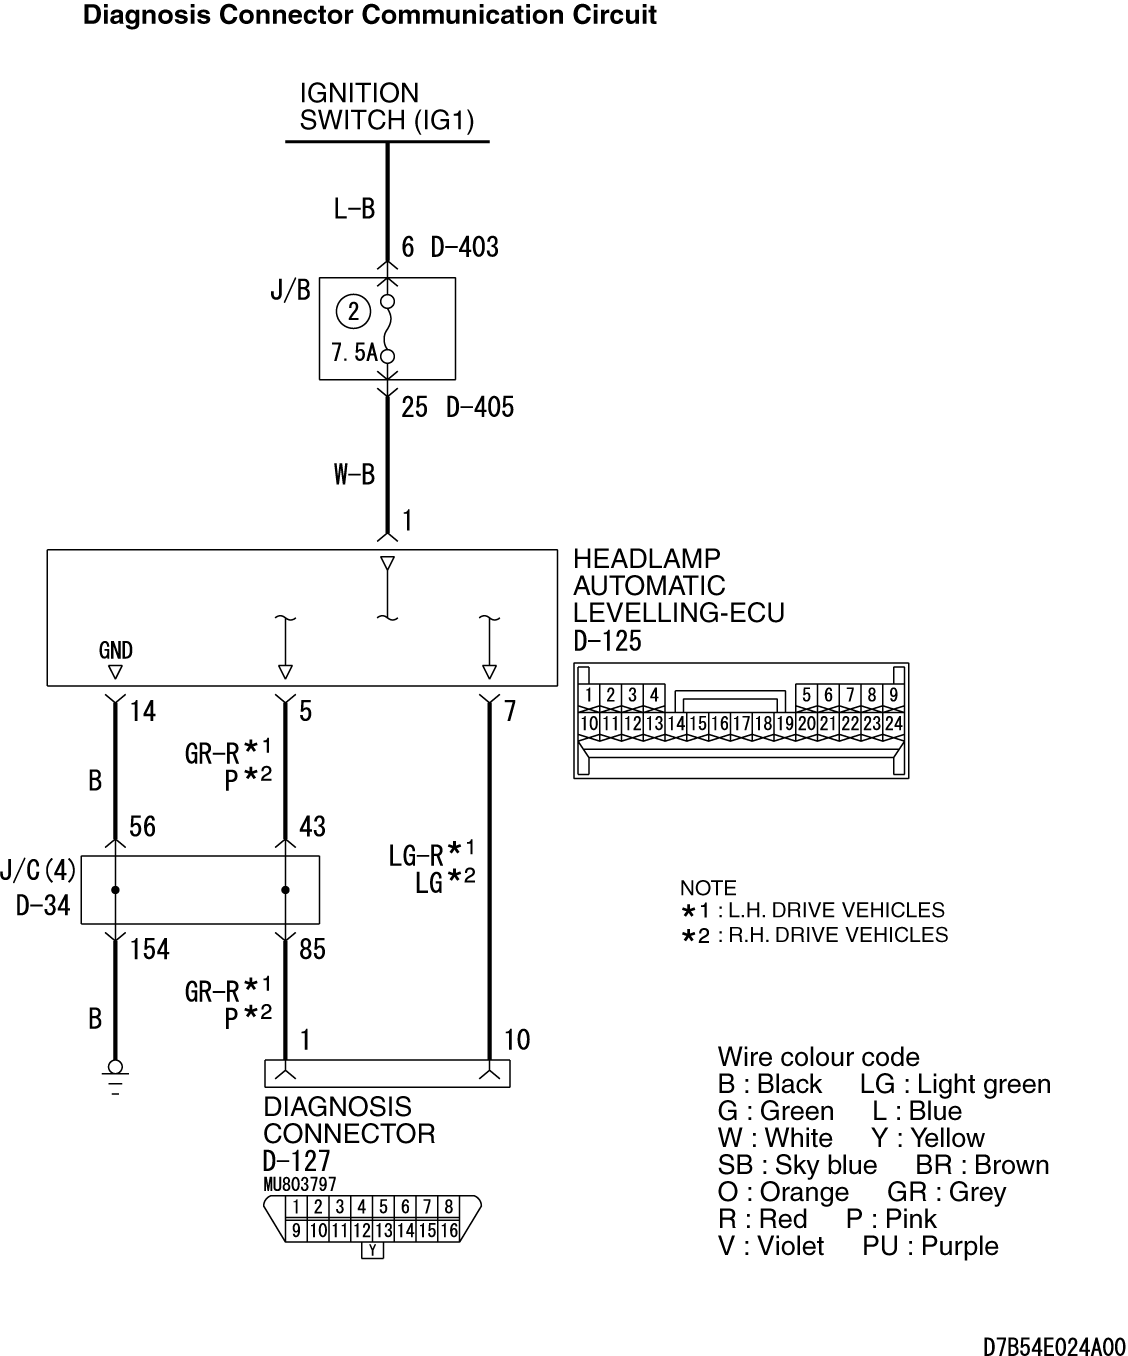 Diagnosis Connector Communication Circuit
IGNITION
SWITCH (IG1)
L-B
6 D-403
J/B
2
7.5A
25 D-405
W-B
1
HEADLAMP
AUTOMATIC
LEVELLING-ECU
D-125
GND
1 2 3 4 5 6 7 8 9
10 11 12 13 14 15 16 17 18 19 20 21 22 23 24
14 5 7
GR-R*1
P*2
B
56 43
LG-R*1
LG*2
J/C(4)
D-34
NOTE
*1 : L.H. DRIVE VEHICLES
*2 : R.H. DRIVE VEHICLES
154 85
GR-R*1
P*2
B
1 10
DIAGNOSIS
CONNECTOR
D-127
MU803797
1 2 3 4 5 6 7 8
9 10 11 12 13 14 15 16
Y
Wire colour code
B : Black LG : Light green
G : Green L : Blue
W : White Y : Yellow
SB : Sky blue BR : Brown
O : Orange GR : Grey
R : Red P : Pink
V : Violet PU : Purple
D7B54E024A00